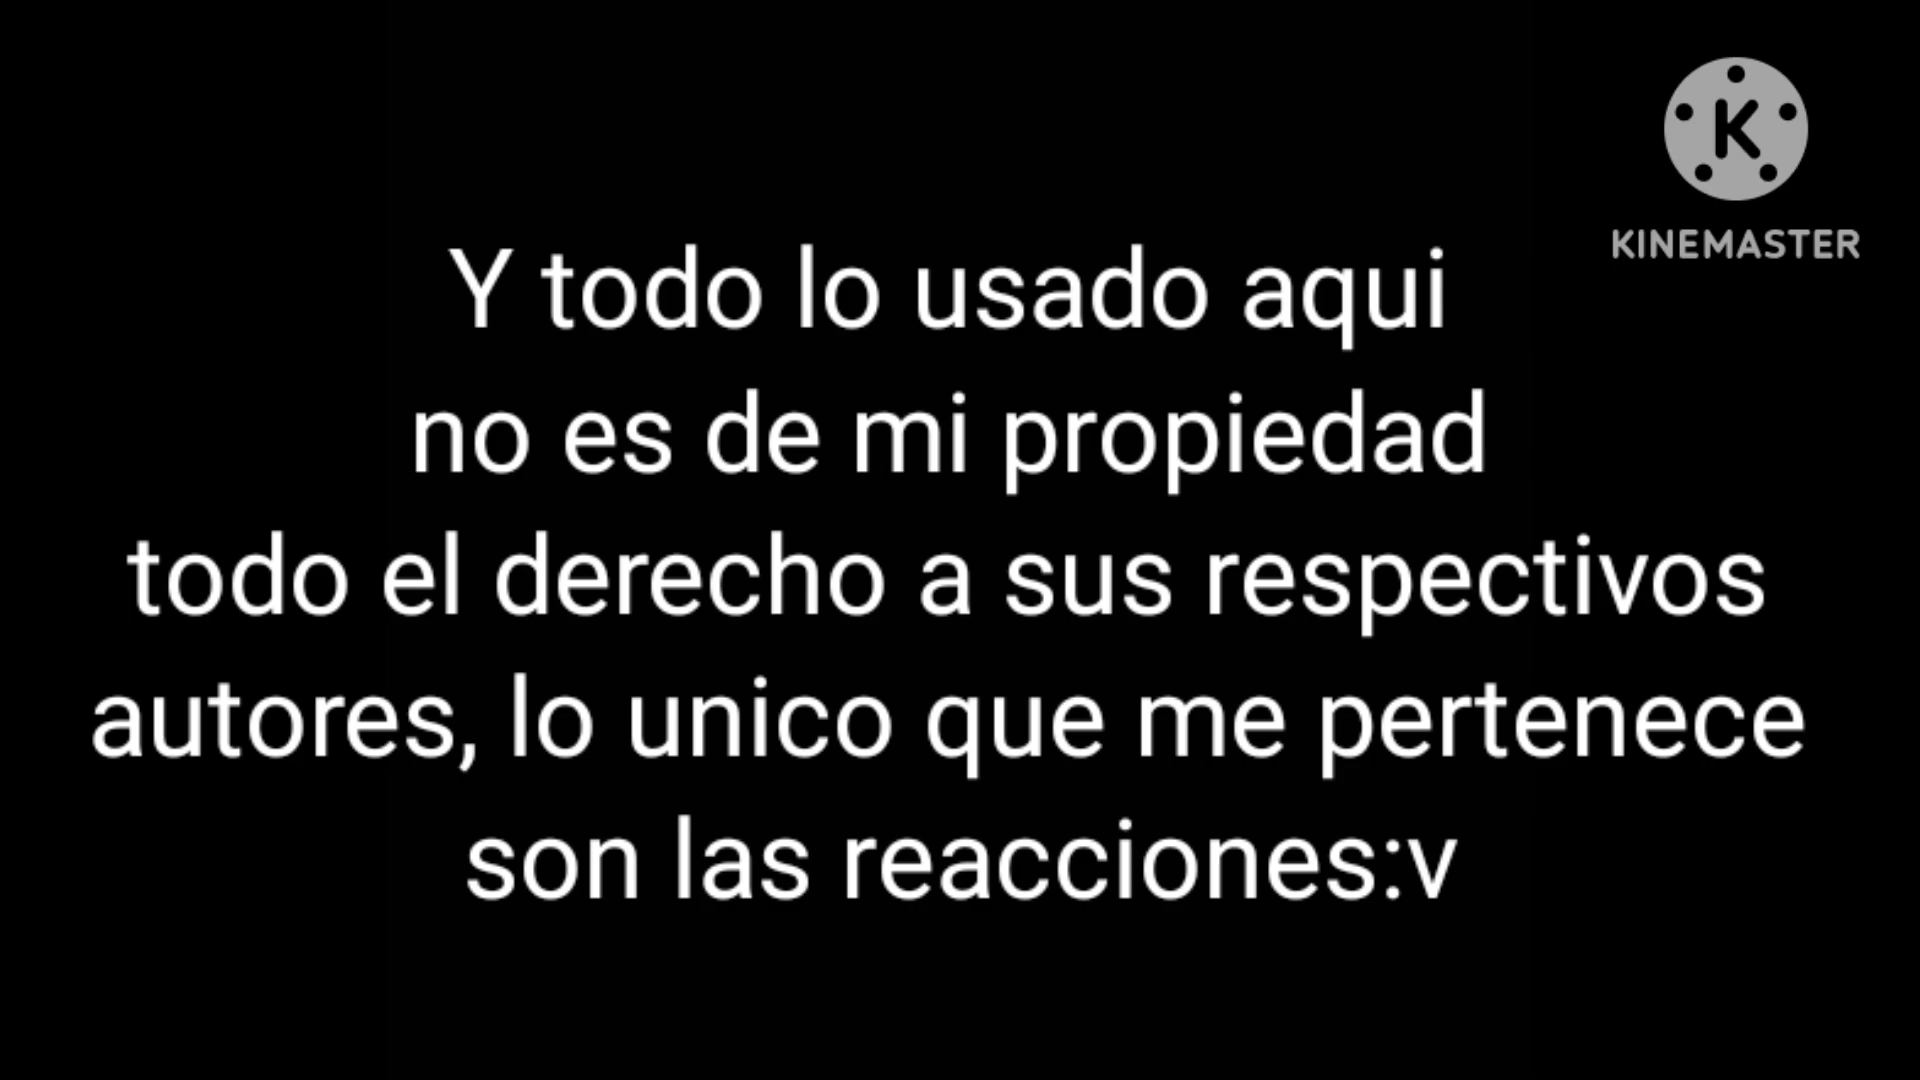 K
KINEMASTER
Y todo lo usado aqui
no es de mi propiedad
todo el derecho a sus respectivos
autores, lo unico que me pertenece
son las reacciones:v